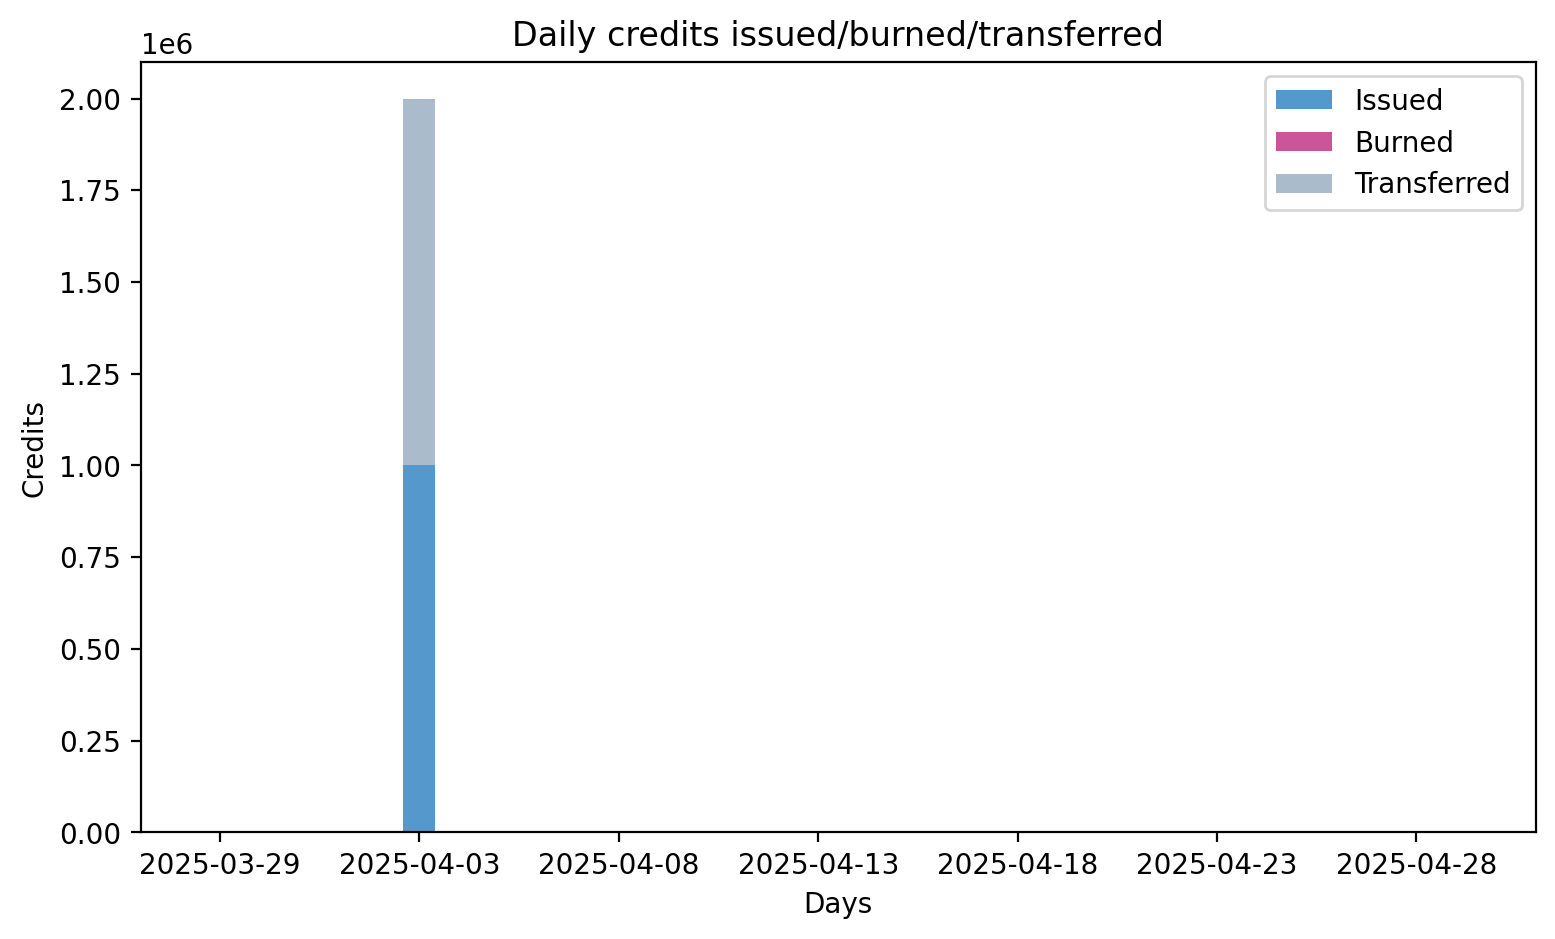 Daily credits issued/burned/transferred
1e6
2.00
1.75
1.50
1.25
1.00
0.75
0.50
0.25
0.00
Credits
Issued
Burned
Transferred
2025-03-29 2025-04-03 2025-04-08 2025-04-13 2025-04-18 2025-04-23 2025-04-28
Days